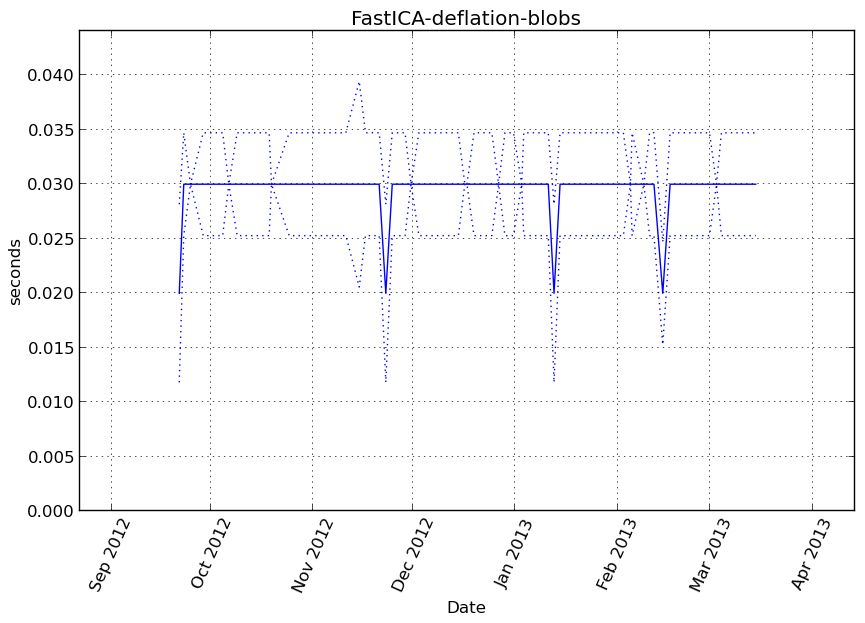 FastICA-deflation-blobs
0.040
0.035
0.030
0.025
0.020
0.015
0.010
0.005
0.000
seconds
Sep 2012
Oct 2012
Nov 2012
Dec 2012
Jan 2013
Feb 2013
Mar 2013
Apr 2013
Date